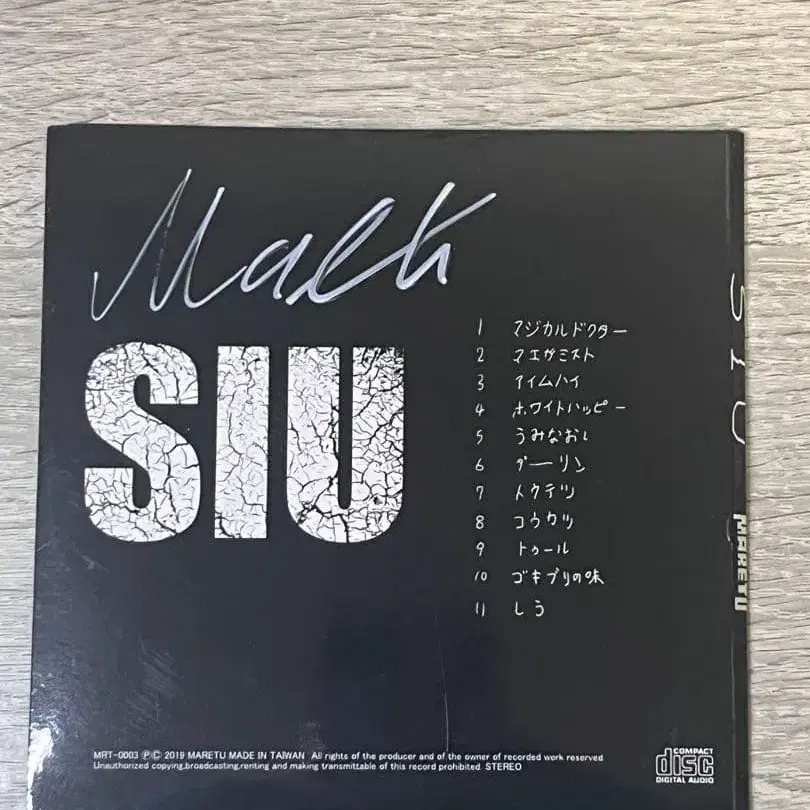 SIU
1 マジカルドクター
2 マエガミスト
3 アイムハイ
4 ホワイトハッピー
5 うみなおし
6 ダーリン
7 メクテツ
8 コウカツ
9 トゥール
10 ゴキブリの味
11 しう
SIU MARETU
MRT-0003 ℗© 2019 MARETU MADE IN TAIWAN All rights of the producer and of the owner of recorded work reserved
Unauthorized copying,broadcasting,renting and making transmittable of this record prohibited STEREO
COMPACT
disc
DIGITAL AUDIO